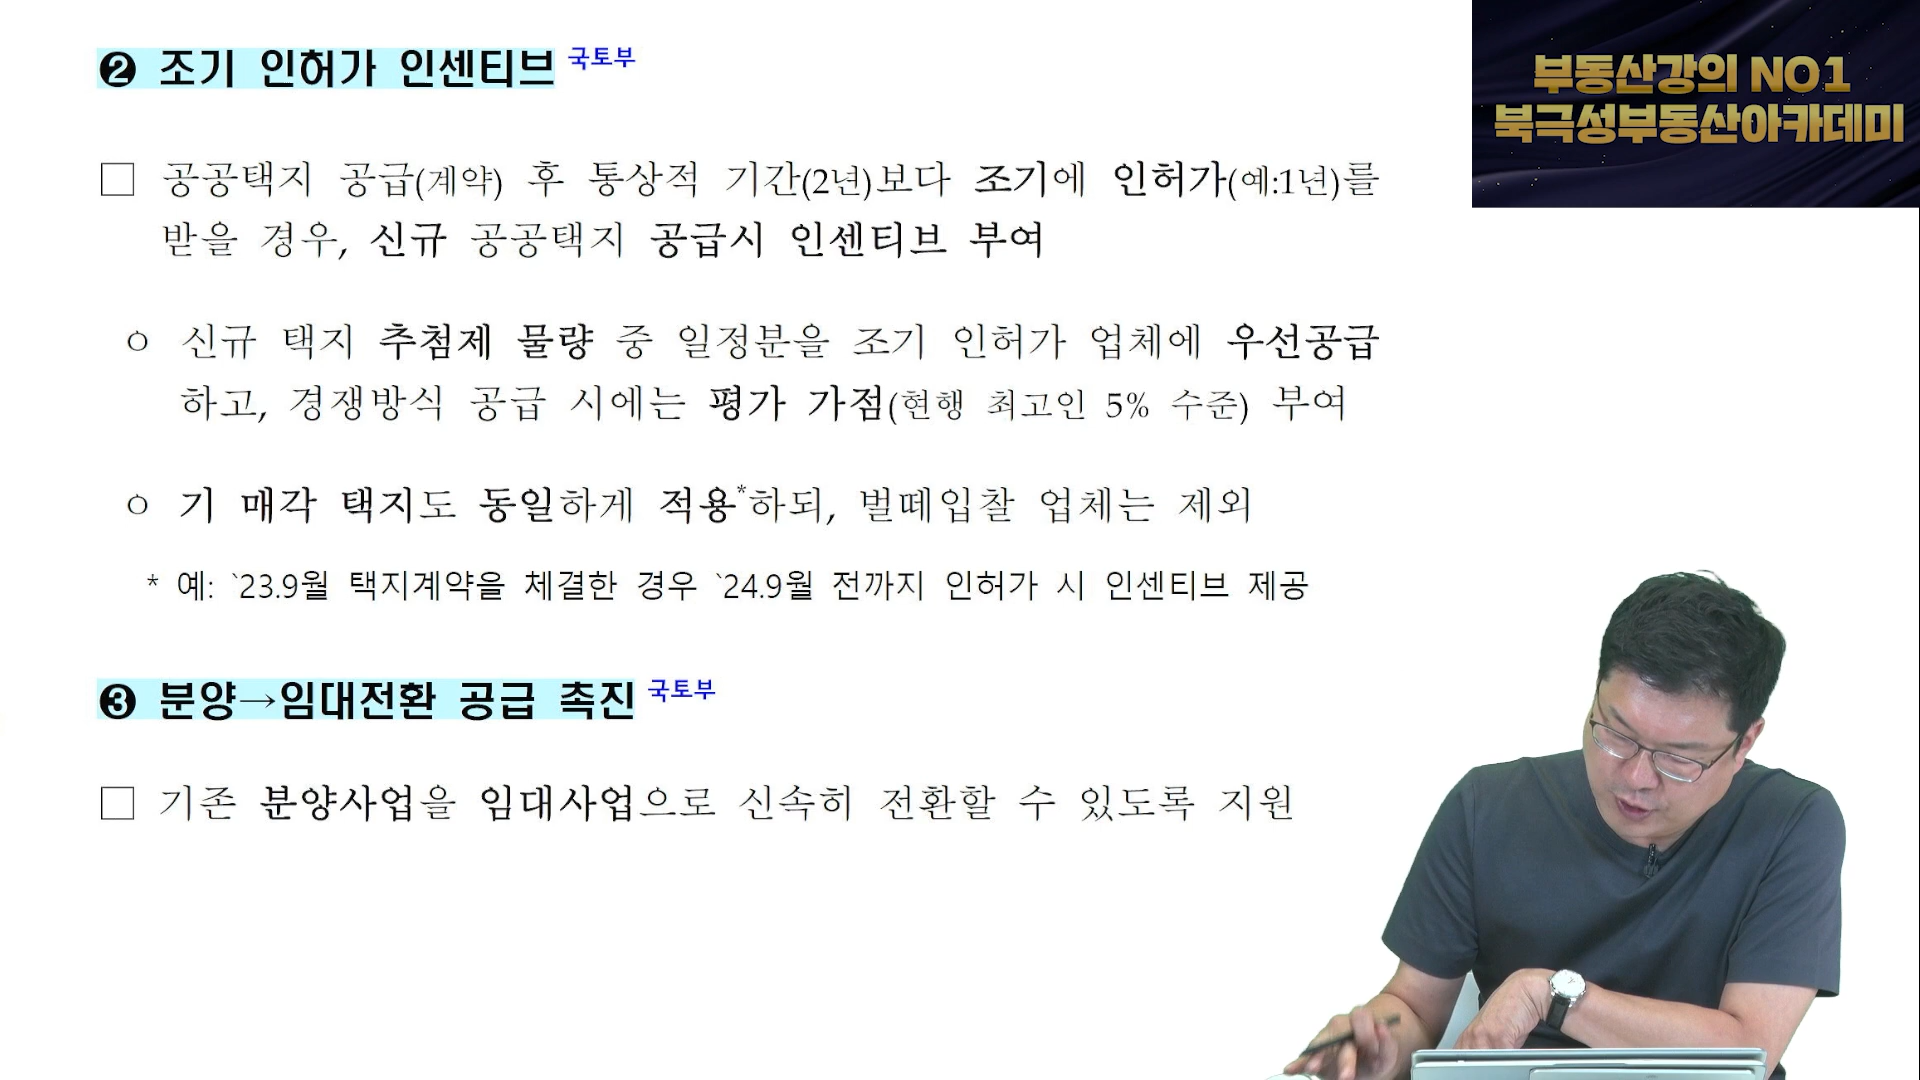 ❷ 조기 인허가 인센티브 국토부
부동산강의 NO1
북극성부동산아카데미
□ 공공택지 공급(계약) 후 통상적 기간(2년)보다 조기에 인허가(예:1년)를
받을 경우, 신규 공공택지 공급시 인센티브 부여
ㅇ 신규 택지 추첨제 물량 중 일정분을 조기 인허가 업체에 우선공급
하고, 경쟁방식 공급 시에는 평가 가점(현행 최고인 5% 수준) 부여
ㅇ 기 매각 택지도 동일하게 적용*하되, 벌떼입찰 업체는 제외
* 예: `23.9월 택지계약을 체결한 경우 `24.9월 전까지 인허가 시 인센티브 제공
❸ 분양→임대전환 공급 촉진 국토부
□ 기존 분양사업을 임대사업으로 신속히 전환할 수 있도록 지원